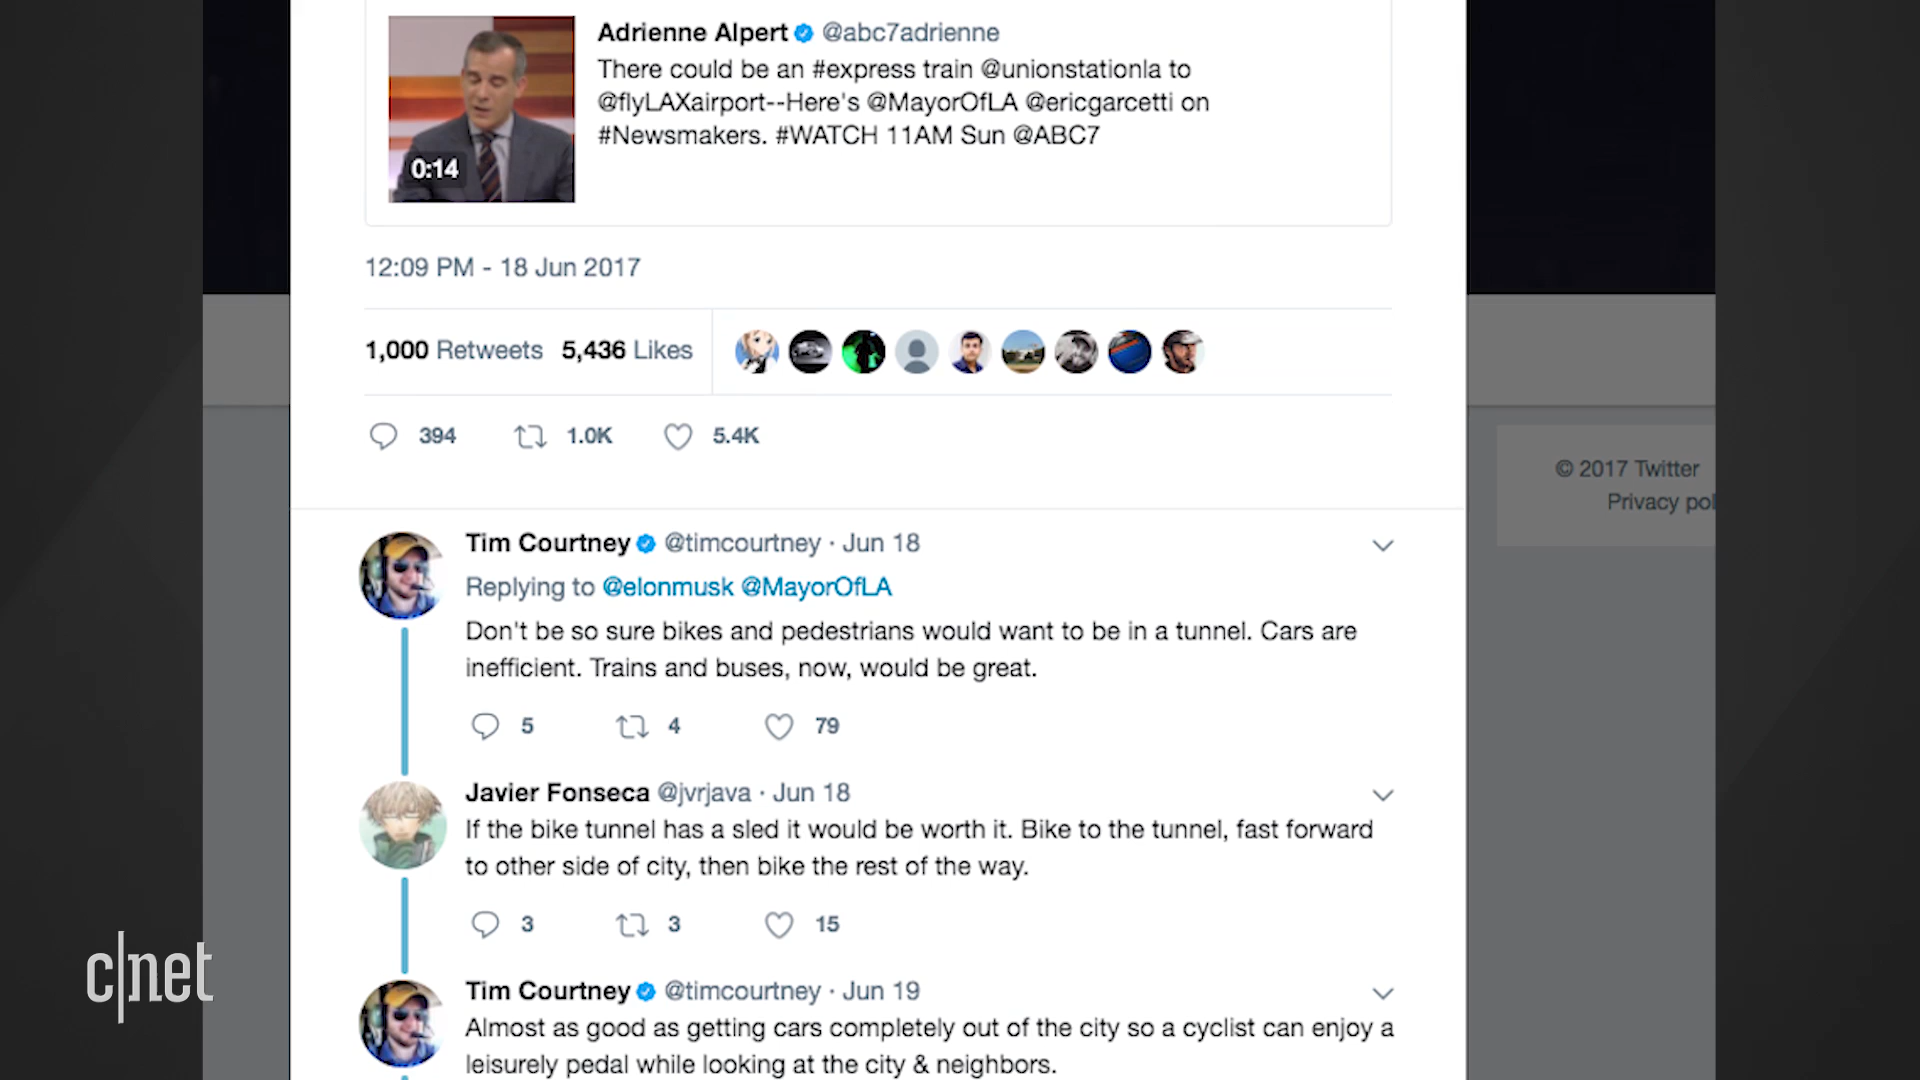 Adrienne Alpert @abc7adrienne
There could be an #express train @unionstationla to
@flyLAXairport--Here's @MayorOfLA @ericgarcetti on
#Newsmakers. #WATCH 11AM Sun @ABC7
0:14
12:09 PM - 18 Jun 2017
1,000 Retweets 5,436 Likes
394 1.0K 5.4K
© 2017 Twitter
Privacy pol
Tim Courtney @timcourtney · Jun 18
Replying to @elonmusk @MayorOfLA
Don't be so sure bikes and pedestrians would want to be in a tunnel. Cars are
inefficient. Trains and buses, now, would be great.
5 4 79
Javier Fonseca @jvrjava · Jun 18
If the bike tunnel has a sled it would be worth it. Bike to the tunnel, fast forward
to other side of city, then bike the rest of the way.
3 3 15
Tim Courtney @timcourtney · Jun 19
Almost as good as getting cars completely out of the city so a cyclist can enjoy a
leisurely pedal while looking at the city & neighbors.
c|net